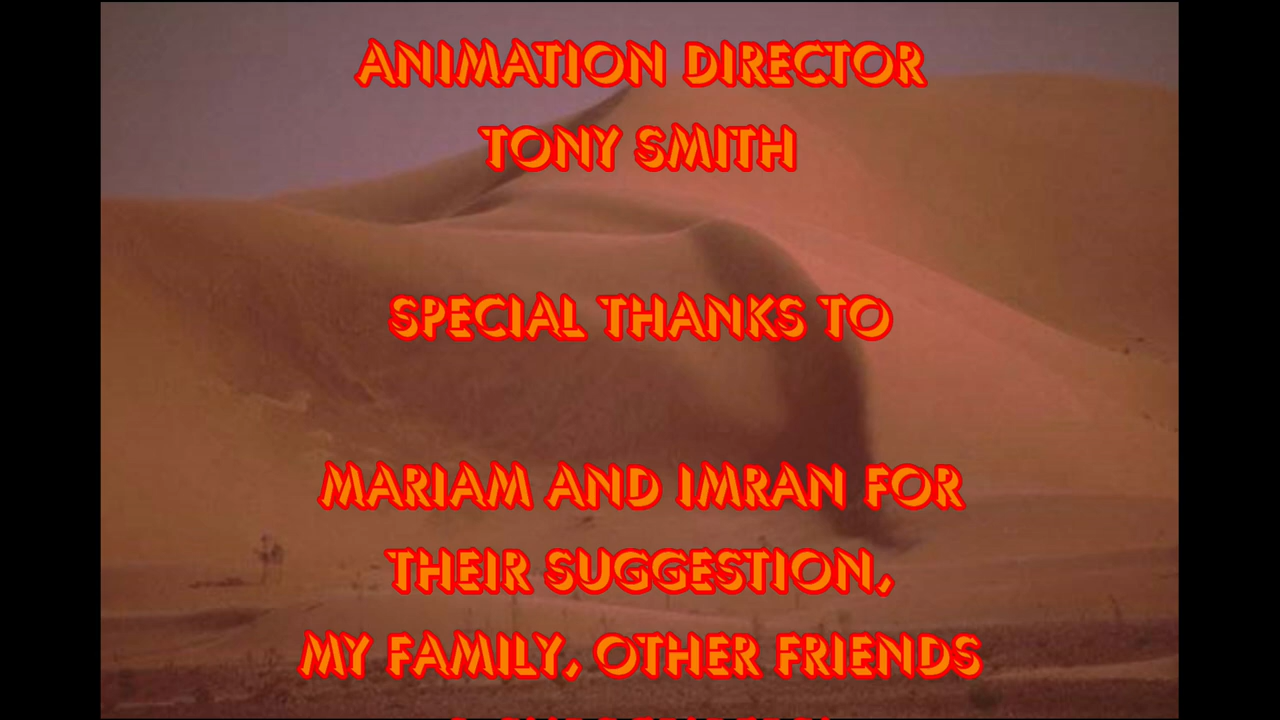 ANIMATION DIRECTOR
TONY SMITH
SPECIAL THANKS TO
MARIAM AND IMRAN FOR
THEIR SUGGESTION,
MY FAMILY, OTHER FRIENDS